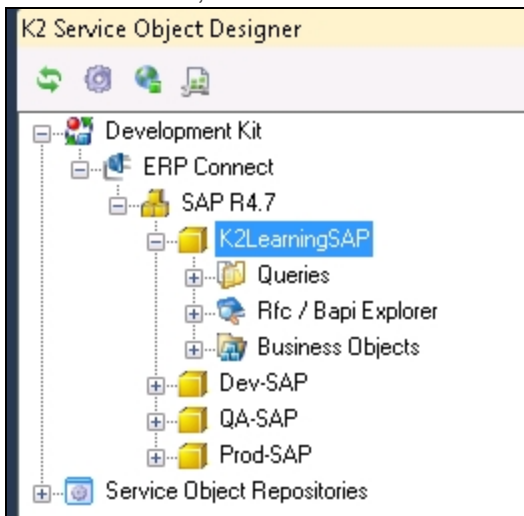 K2 Service Object Designer
Development Kit
ERP Connect
SAP R4.7
K2LearningSAP
Queries
Rfc / Bapi Explorer
Business Objects
Dev-SAP
QA-SAP
Prod-SAP
Service Object Repositories